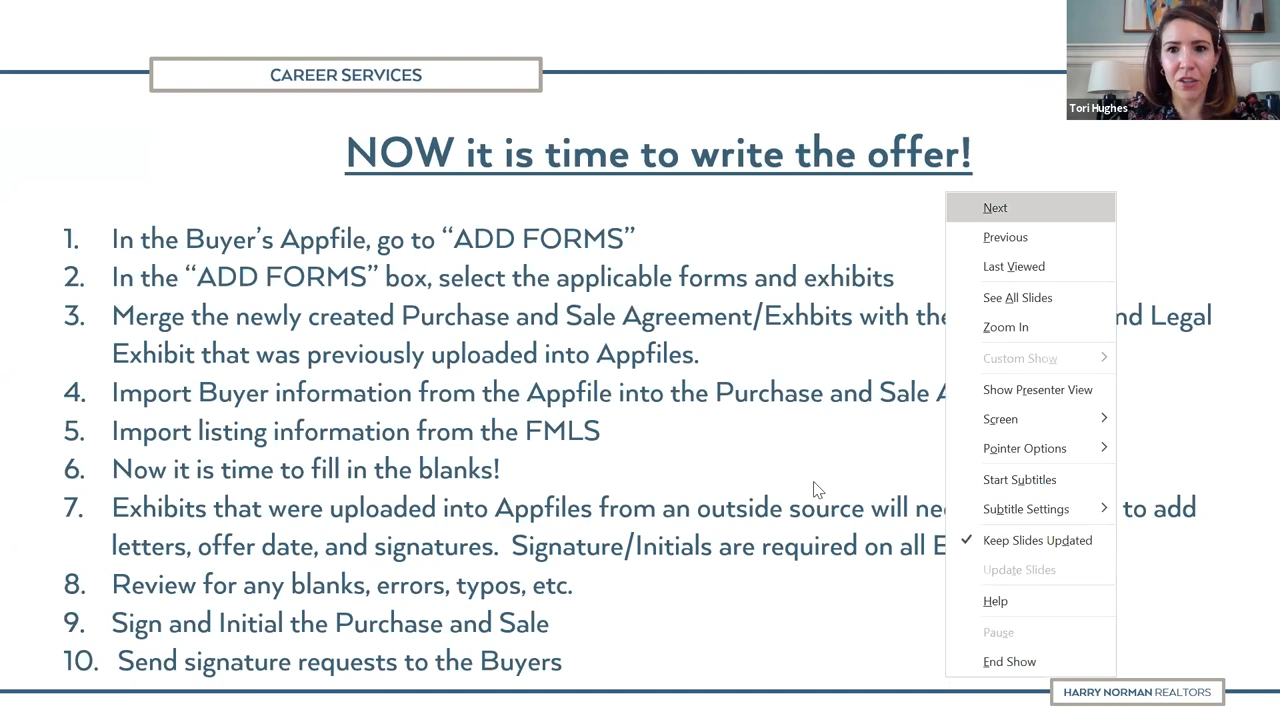 CAREER SERVICES
Tori Hughes
NOW it is time to write the offer!
1. In the Buyer's Appfile, go to “ADD FORMS”
2. In the “ADD FORMS” box, select the applicable forms and exhibits
3. Merge the newly created Purchase and Sale Agreement/Exhbits with the nd Legal
Exhibit that was previously uploaded into Appfiles.
4. Import Buyer information from the Appfile into the Purchase and Sale A
5. Import listing information from the FMLS
6. Now it is time to fill in the blanks!
7. Exhibits that were uploaded into Appfiles from an outside source will nee to add
letters, offer date, and signatures. Signature/Initials are required on all E
8. Review for any blanks, errors, typos, etc.
9. Sign and Initial the Purchase and Sale
10. Send signature requests to the Buyers
Next
Previous
Last Viewed
See All Slides
Zoom In
Custom Show
Show Presenter View
Screen
Pointer Options
Start Subtitles
Subtitle Settings
Keep Slides Updated
Update Slides
Help
Pause
End Show
HARRY NORMAN REALTORS